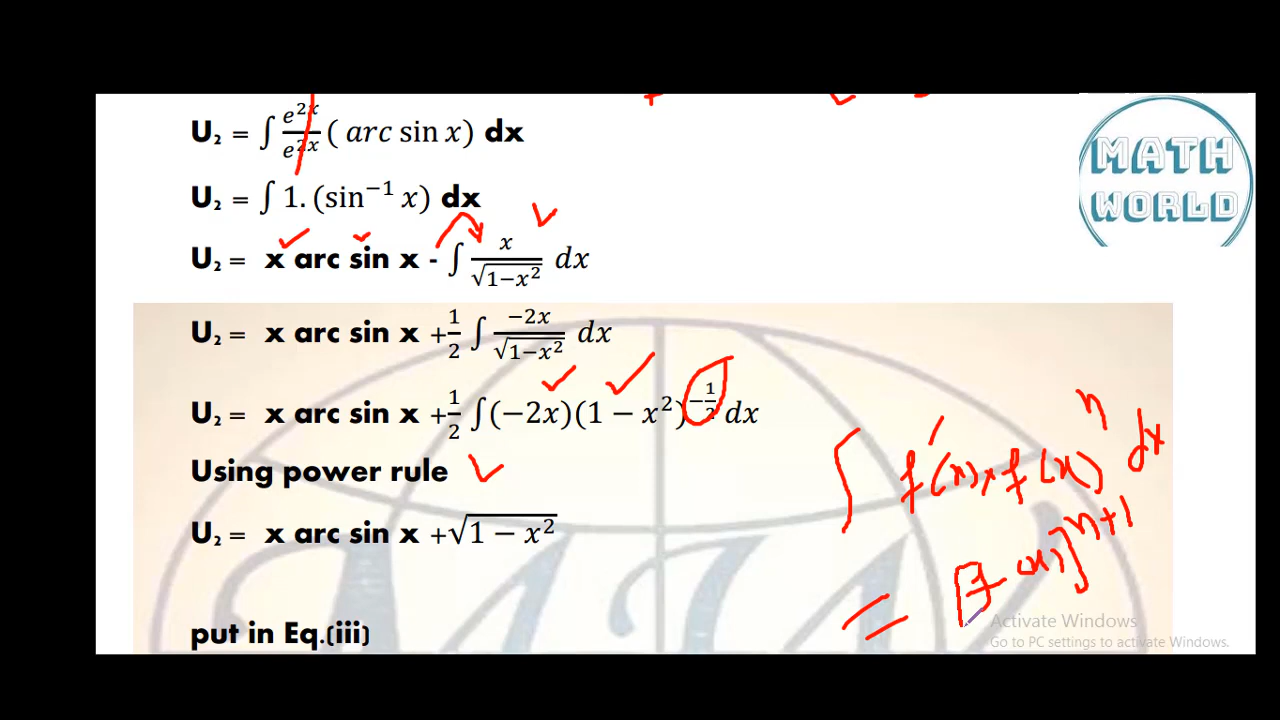 U₂ = ∫ e^2x/e^2x ( arc sin x) dx
U₂ = ∫ 1. (sin⁻¹ x) dx
U₂ = x arc sin x - ∫ x/√(1−x²) dx
U₂ = x arc sin x +1/2 ∫ −2x/√(1−x²) dx
U₂ = x arc sin x +1/2 ∫(−2x)(1 − x²)^(−1/2) dx
Using power rule
U₂ = x arc sin x +√(1 − x²)
put in Eq.(iii)
MATH
WORLD
∫ f′(x) × f(x)^n dx
= [f(x)]^(n+1)
Activate Windows
Go to PC settings to activate Windows.